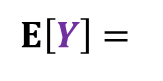 E[Y] =